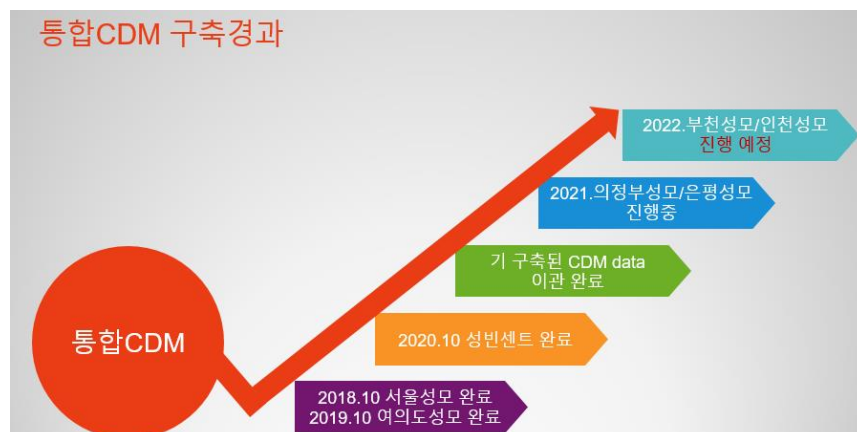 통합CDM 구축경과
2022.부천성모/인천성모
진행 예정
2021.의정부성모/은평성모
진행중
기 구축된 CDM data
이관 완료
통합CDM
2020.10 성빈센트 완료
2018.10 서울성모 완료
2019.10 여의도성모 완료